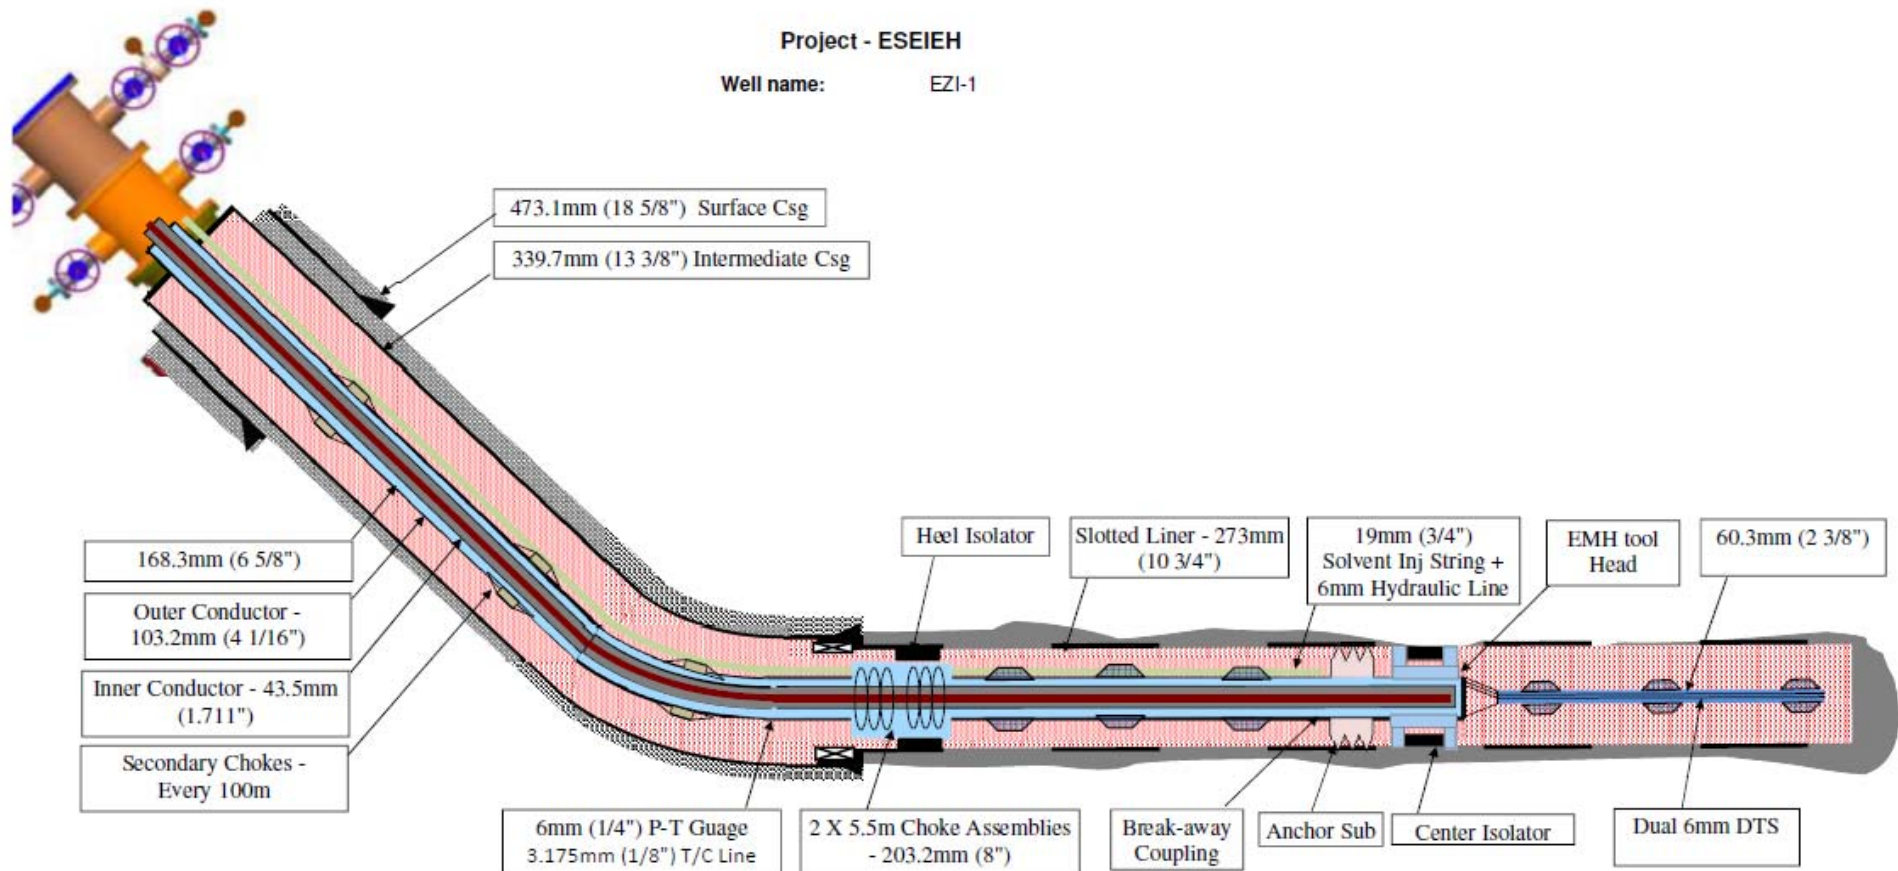 Project - ESEIEH
Well name: EZI-1
473.1mm (18 5/8") Surface Csg
339.7mm (13 3/8") Intermediate Csg
168.3mm (6 5/8")
Outer Conductor -
103.2mm (4 1/16")
Inner Conductor - 43.5mm
(1.711")
Secondary Chokes -
Every 100m
Heel Isolator
Slotted Liner - 273mm
(10 3/4")
19mm (3/4")
Solvent Inj String +
6mm Hydraulic Line
EMH tool
Head
60.3mm (2 3/8")
6mm (1/4") P-T Guage
3.175mm (1/8") T/C Line
2 X 5.5m Choke Assemblies
- 203.2mm (8")
Break-away
Coupling
Anchor Sub
Center Isolator
Dual 6mm DTS